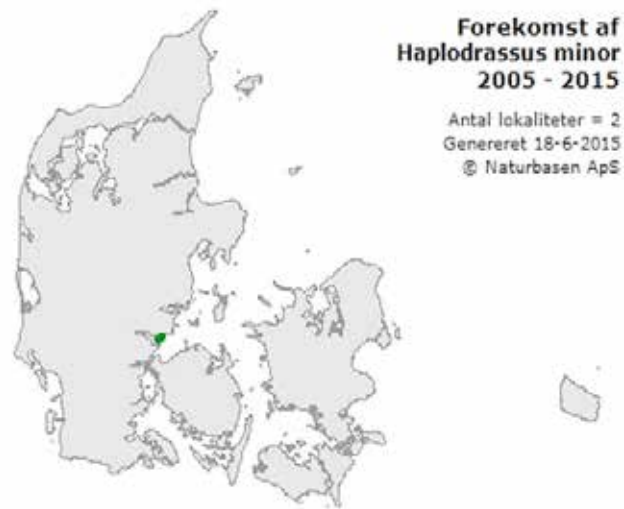 Forekomst af
Haplodrassus minor
2005 - 2015
Antal lokaliteter = 2
Genereret 18-6-2015
© Naturbasen ApS